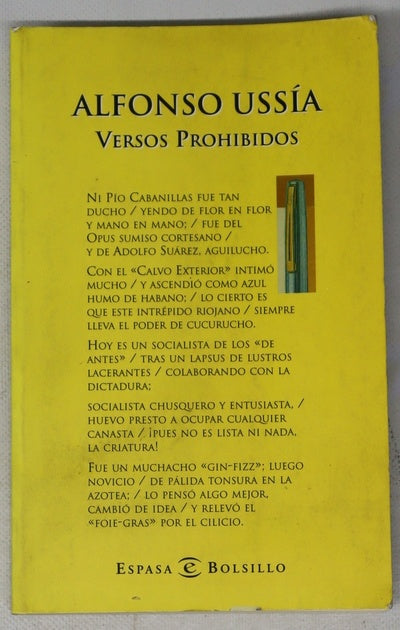 ALFONSO USSÍA
VERSOS PROHIBIDOS
NI PÍO CABANILLAS FUE TAN
DUCHO / YENDO DE FLOR EN FLOR
Y MANO EN MANO; / FUE DEL
OPUS SUMISO CORTESANO /
Y DE ADOLFO SUÁREZ, AGUILUCHO.
CON EL «CALVO EXTERIOR» INTIMÓ
MUCHO / Y ASCENDIÓ COMO AZUL
HUMO DE HABANO; / LO CIERTO ES
QUE ESTE INTRÉPIDO RIOJANO / SIEMPRE
LLEVA EL PODER DE CUCURUCHO.
HOY ES UN SOCIALISTA DE LOS «DE
ANTES» / TRAS UN LAPSUS DE LUSTROS
LACERANTES / COLABORANDO CON LA
DICTADURA;
SOCIALISTA CHUSQUERO Y ENTUSIASTA, /
HUEVO PRESTO A OCUPAR CUALQUIER
CANASTA / ¡PUES NO ES LISTA NI NADA,
LA CRIATURA!
FUE UN MUCHACHO «GIN-FIZZ»; LUEGO
NOVICIO / DE PÁLIDA TONSURA EN LA
AZOTEA; / LO PENSÓ ALGO MEJOR,
CAMBIÓ DE IDEA / Y RELEVÓ EL
«FOIE-GRAS» POR EL CILICIO.
ESPASA e BOLSILLO